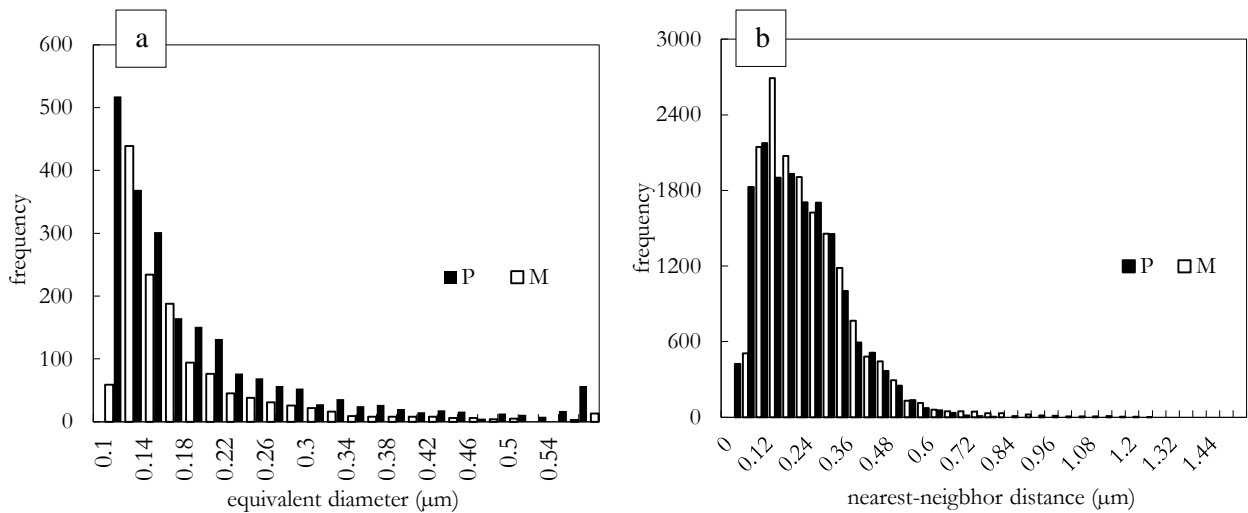 a
600
500
400
300
200
100
0
frequency
P M
0.1 0.14 0.18 0.22 0.26 0.3 0.34 0.38 0.42 0.46 0.5 0.54
equivalent diameter (μm)
b
3000
2400
1800
1200
600
0
frequency
P M
0 0.12 0.24 0.36 0.48 0.6 0.72 0.84 0.96 1.08 1.2 1.32 1.44
nearest-neigbhor distance (μm)